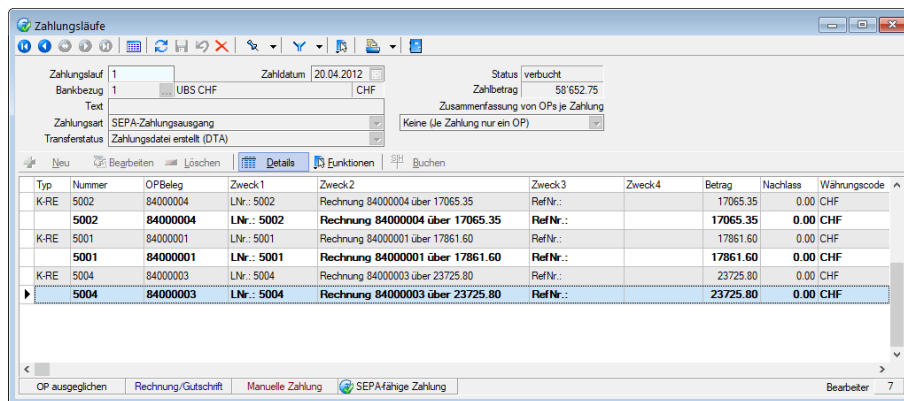 Zahlungsläufe
Zahlungslauf 1 Zahldatum 20.04.2012 Status verbucht
Bankbezug 1 ... UBS CHF CHF Zahlbetrag 58'652.75
Text Zusammenfassung von OPs je Zahlung
Zahlungsart SEPA-Zahlungsausgang Keine (Je Zahlung nur ein OP)
Transferstatus Zahlungsdatei erstellt (DTA)
Neu Bearbeiten Löschen Details Funktionen S|H Buchen
Typ Nummer OPBeleg Zweck1 Zweck2 Zweck3 Zweck4 Betrag Nachlass Währungscode
K-RE 5002 84000004 LNr.: 5002 Rechnung 84000004 über 17065.35 RefNr.: 17065.35 0.00 CHF
5002 84000004 LNr.: 5002 Rechnung 84000004 über 17065.35 RefNr.: 17065.35 0.00 CHF
K-RE 5001 84000001 LNr.: 5001 Rechnung 84000001 über 17861.60 RefNr.: 17861.60 0.00 CHF
5001 84000001 LNr.: 5001 Rechnung 84000001 über 17861.60 RefNr.: 17861.60 0.00 CHF
K-RE 5004 84000003 LNr.: 5004 Rechnung 84000003 über 23725.80 RefNr.: 23725.80 0.00 CHF
5004 84000003 LNr.: 5004 Rechnung 84000003 über 23725.80 RefNr.: 23725.80 0.00 CHF
OP ausgeglichen Rechnung/Gutschrift Manuelle Zahlung SEPA-fähige Zahlung Bearbeiter 7